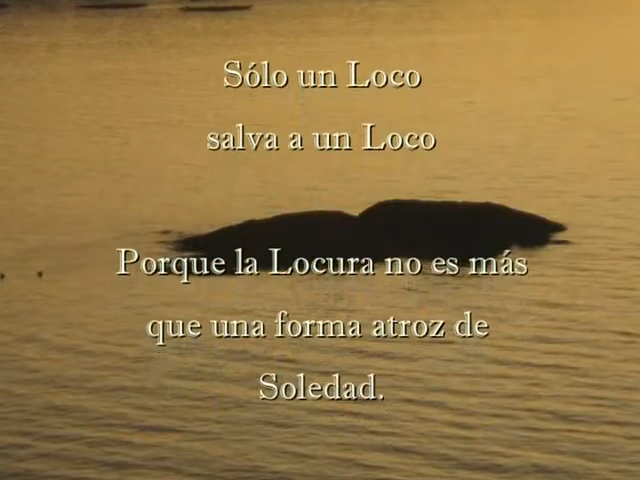 Sólo un Loco
salva a un Loco
Porque la Locura no es más
que una forma atroz de
Soledad.